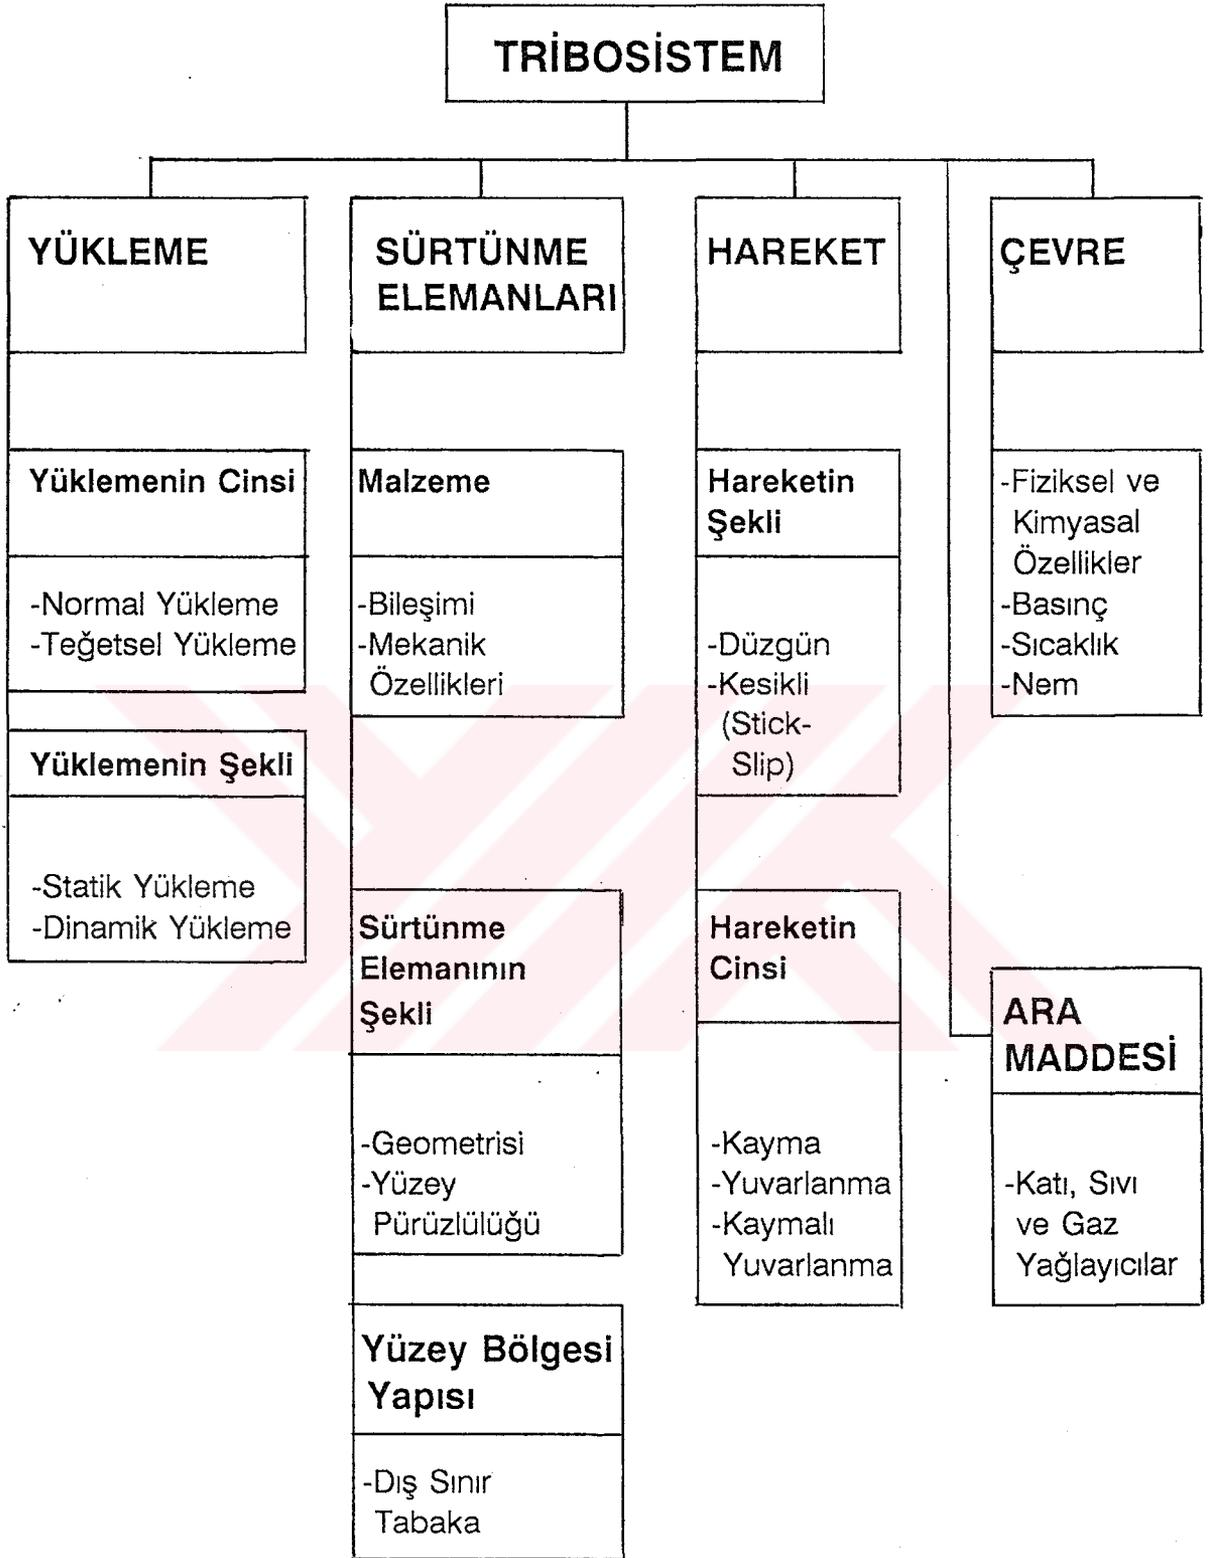 TRİBOSİSTEM
YÜKLEME
Yüklemenin Cinsi
-Normal Yükleme
-Teğetsel Yükleme
Yüklemenin Şekli
-Statik Yükleme
-Dinamik Yükleme
SÜRTÜNME
ELEMANLARI
Malzeme
-Bileşimi
-Mekanik
Özellikleri
Sürtünme
Elemanının
Şekli
-Geometrisi
-Yüzey
Pürüzlülüğü
Yüzey Bölgesi
Yapısı
-Dış Sınır
Tabaka
HAREKET
Hareketin
Şekli
-Düzgün
-Kesikli
(Stick-
Slip)
Hareketin
Cinsi
-Kayma
-Yuvarlanma
-Kaymalı
Yuvarlanma
ÇEVRE
-Fiziksel ve
Kimyasal
Özellikler
-Basınç
-Sıcaklık
-Nem
ARA
MADDESİ
-Katı, Sıvı
ve Gaz
Yağlayıcılar